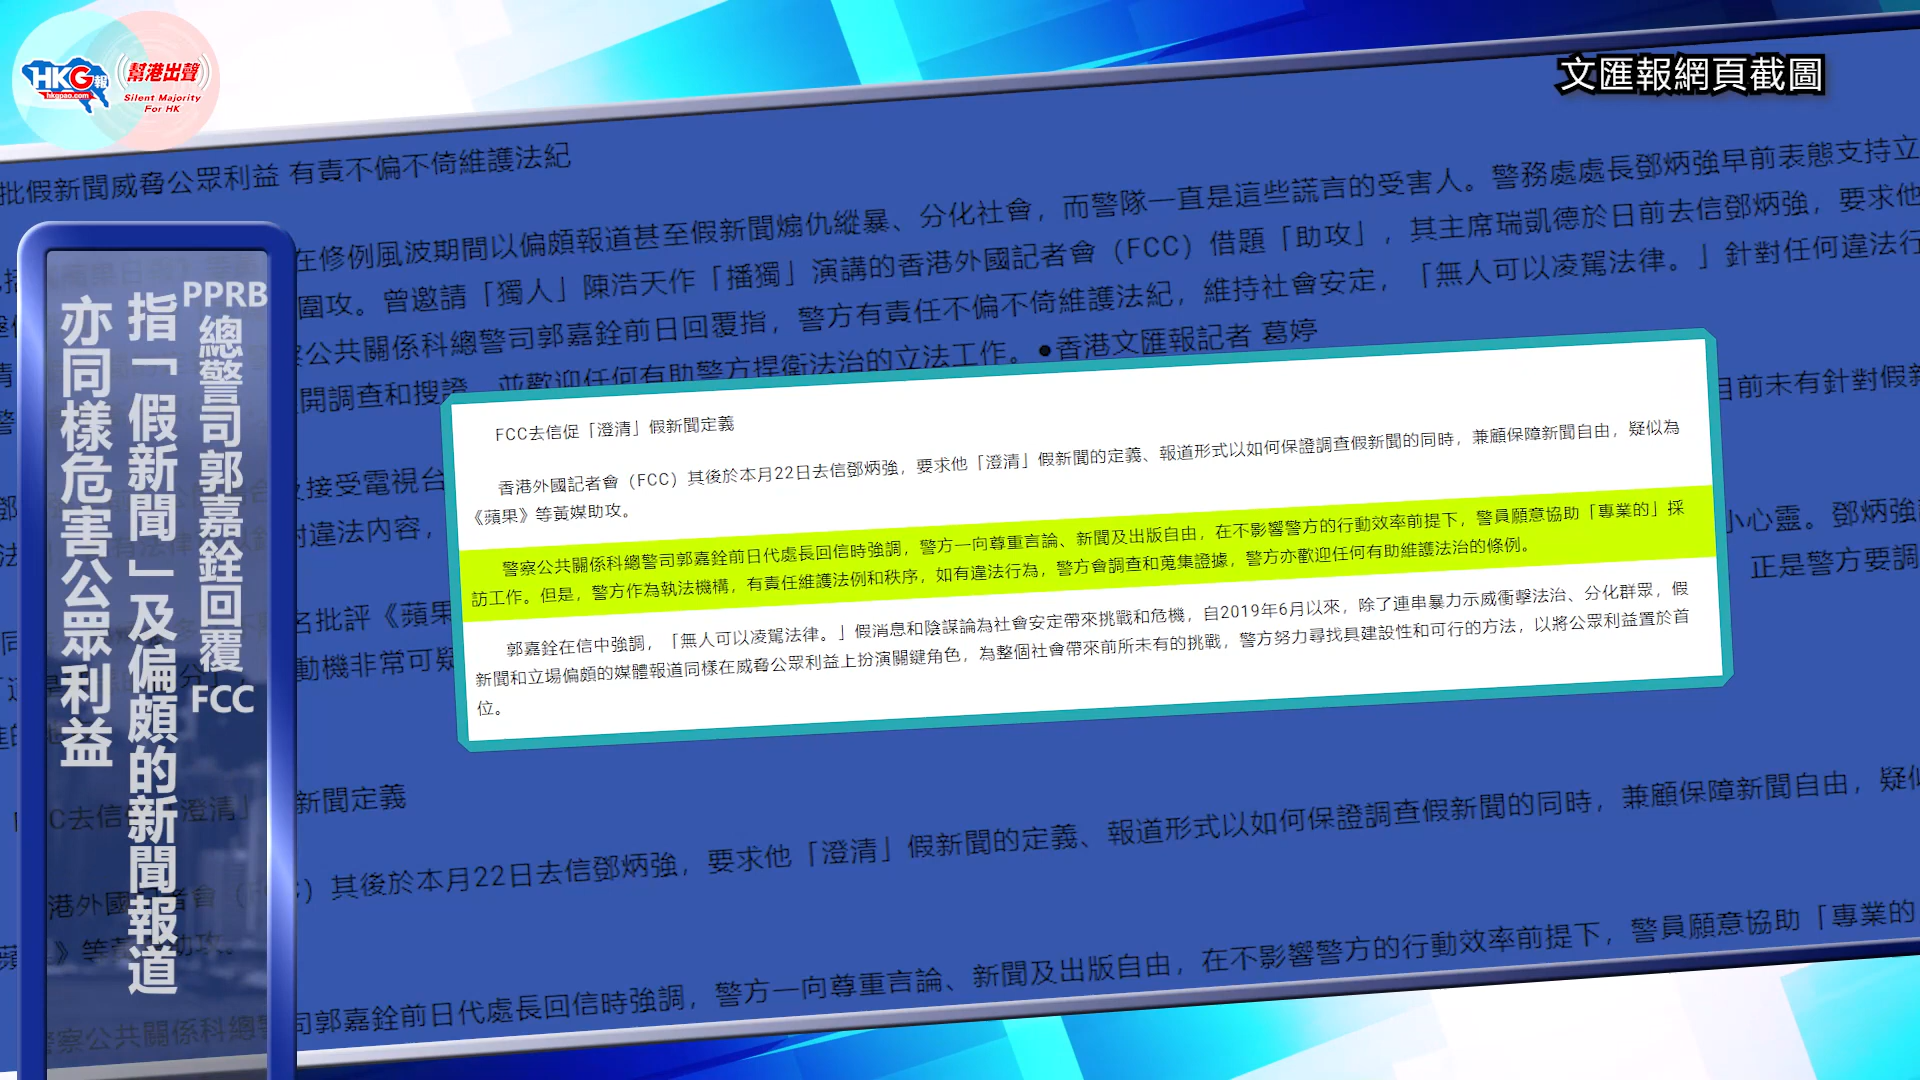 HKG報
hkgpao.com
幫港出聲
Silent Majority
For HK
文匯報網頁截圖
批假新聞威脅公眾利益 有責不偏不倚維護法紀
在修例風波期間以偏頗報道甚至假新聞煽仇縱暴、分化社會，而警隊一直是這些謊言的受害人。警務處處長鄧炳強早前表態支持立
圍攻。曾邀請「獨人」陳浩天作「播獨」演講的香港外國記者會（FCC）借題「助攻」，其主席瑞凱德於日前去信鄧炳強，要求他
察公共關係科總警司郭嘉銓前日回覆指，警方有責任不偏不倚維護法紀，維持社會安定，「無人可以凌駕法律。」針對任何違法行
開調查和搜證，並歡迎任何有助警方捍衛法治的立法工作。●香港文匯報記者 葛婷
PPRB總警司郭嘉銓回覆FCC
指「假新聞」及偏頗的新聞報道
亦同樣危害公眾利益
FCC去信促「澄清」假新聞定義
香港外國記者會（FCC）其後於本月22日去信鄧炳強，要求他「澄清」假新聞的定義、報道形式以如何保證調查假新聞的同時，兼顧保障新聞自由，疑似為
《蘋果》等黃媒助攻。
警察公共關係科總警司郭嘉銓前日代處長回信時強調，警方一向尊重言論、新聞及出版自由，在不影響警方的行動效率前提下，警員願意協助「專業的」採
訪工作。但是，警方作為執法機構，有責任維護法例和秩序，如有違法行為，警方會調查和蒐集證據，警方亦歡迎任何有助維護法治的條例。
郭嘉銓在信中強調，「無人可以凌駕法律。」假消息和陰謀論為社會安定帶來挑戰和危機，自2019年6月以來，除了連串暴力示威衝擊法治、分化群眾，假
新聞和立場偏頗的媒體報道同樣在威脅公眾利益上扮演關鍵角色，為整個社會帶來前所未有的挑戰，警方努力尋找具建設性和可行的方法，以將公眾利益置於首
位。
目前未有針對假新
接受電視台
對違法內容，
小心靈。鄧炳強
正是警方要調
名批評《蘋果
動機非常可疑
新聞定義
其後於本月22日去信鄧炳強，要求他「澄清」假新聞的定義、報道形式以如何保證調查假新聞的同時，兼顧保障新聞自由，疑似
司郭嘉銓前日代處長回信時強調，警方一向尊重言論、新聞及出版自由，在不影響警方的行動效率前提下，警員願意協助「專業的